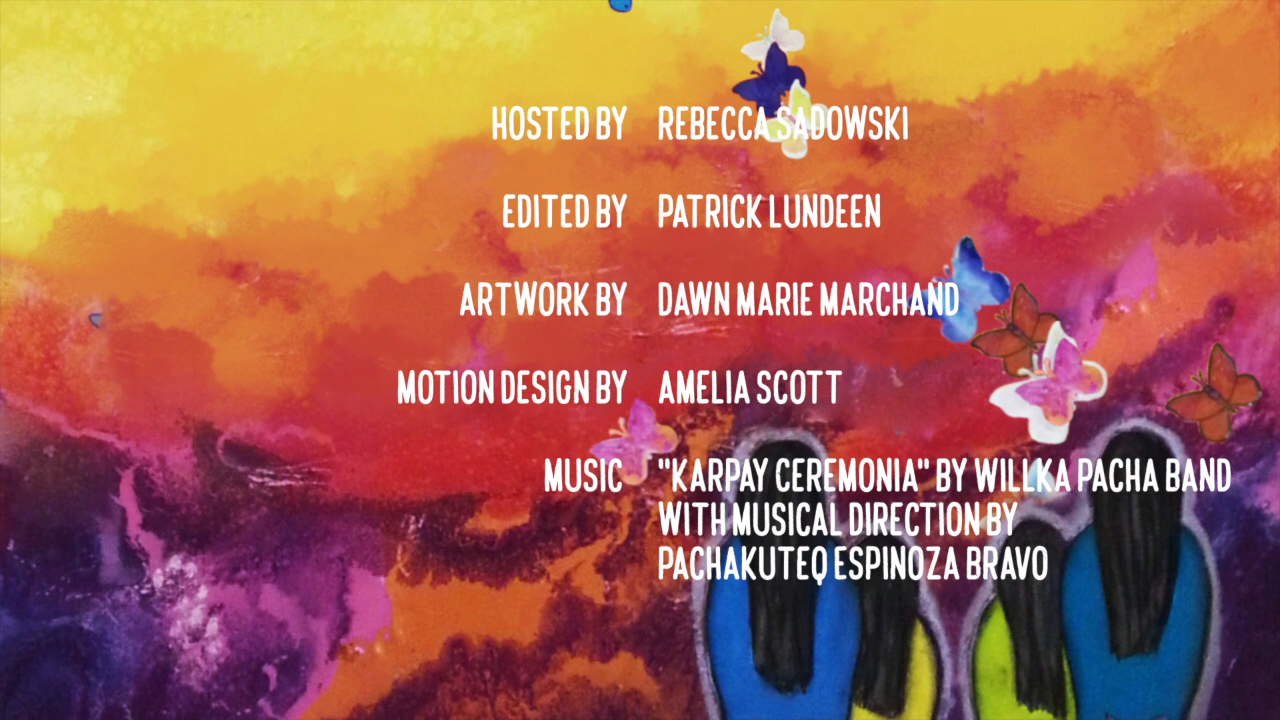 HOSTED BY REBECCA SADOWSKI
EDITED BY PATRICK LUNDEEN
ARTWORK BY DAWN MARIE MARCHAND
MOTION DESIGN BY AMELIA SCOTT
MUSIC "KARPAY CEREMONIA" BY WILLKA PACHA BAND
WITH MUSICAL DIRECTION BY
PACHAKUTEQ ESPINOZA BRAVO